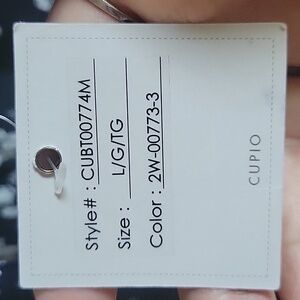 Style# : CUBT00774M
Size : L/G/TG
Color : 2W-00773-3
CUPIO